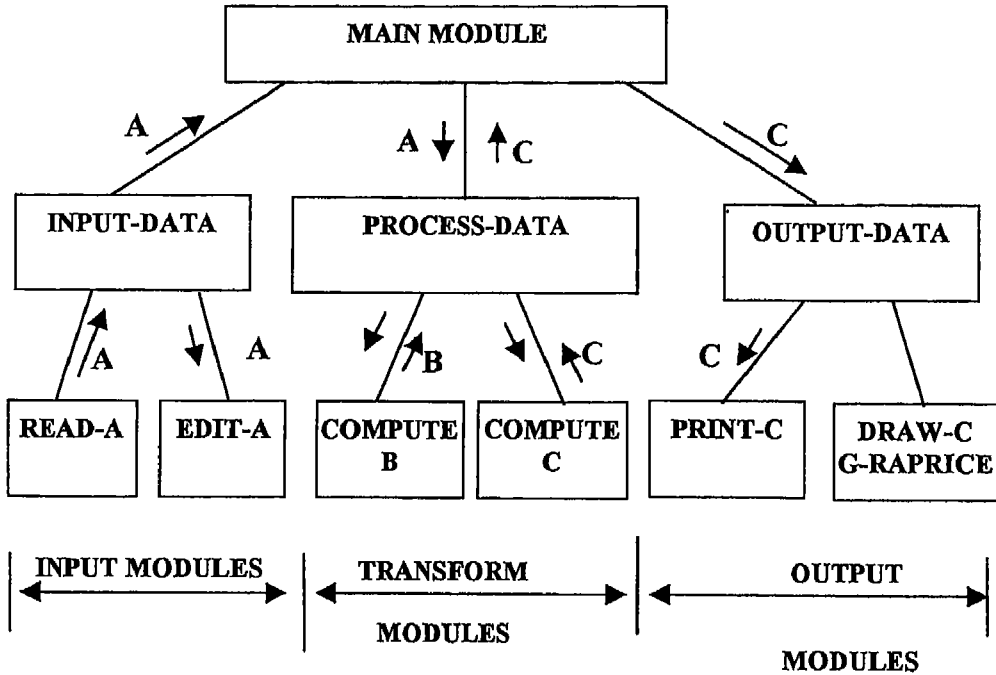 MAIN MODULE
A
A
C
C
INPUT-DATA
PROCESS-DATA
OUTPUT-DATA
A
A
B
C
C
READ-A
EDIT-A
COMPUTE
B
COMPUTE
C
PRINT-C
DRAW-C
G-RAPRICE
INPUT MODULES
TRANSFORM
MODULES
OUTPUT
MODULES